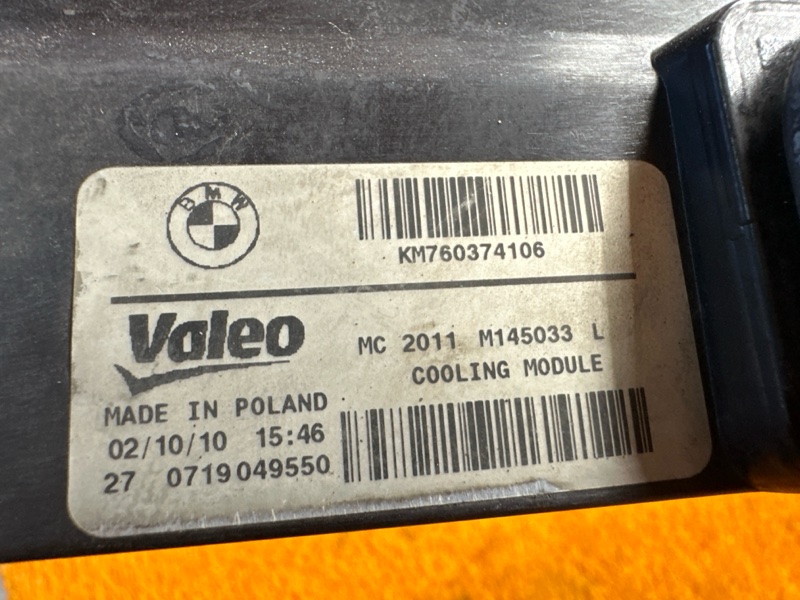 BMW
KM760374106
Valeo
MC 2011 M145033 L
COOLING MODULE
MADE IN POLAND
02/10/10 15:46
27 0719049550